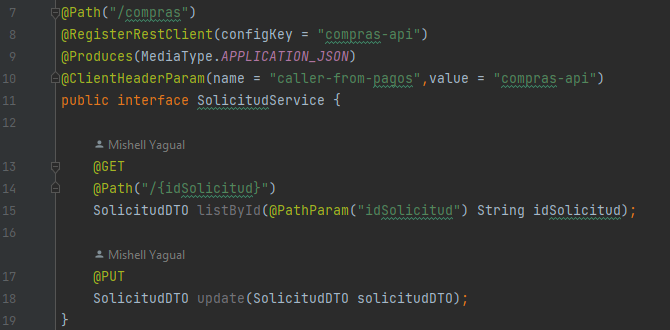 7 @Path("/compras")
8 @RegisterRestClient(configKey = "compras-api")
9 @Produces(MediaType.APPLICATION_JSON)
10 @ClientHeaderParam(name = "caller-from-pagos",value = "compras-api")
11 public interface SolicitudService {
12
Mishell Yagual
13 @GET
14 @Path("/{idSolicitud}")
15 SolicitudDTO listById(@PathParam("idSolicitud") String idSolicitud);
16
Mishell Yagual
17 @PUT
18 SolicitudDTO update(SolicitudDTO solicitudDTO);
19 }